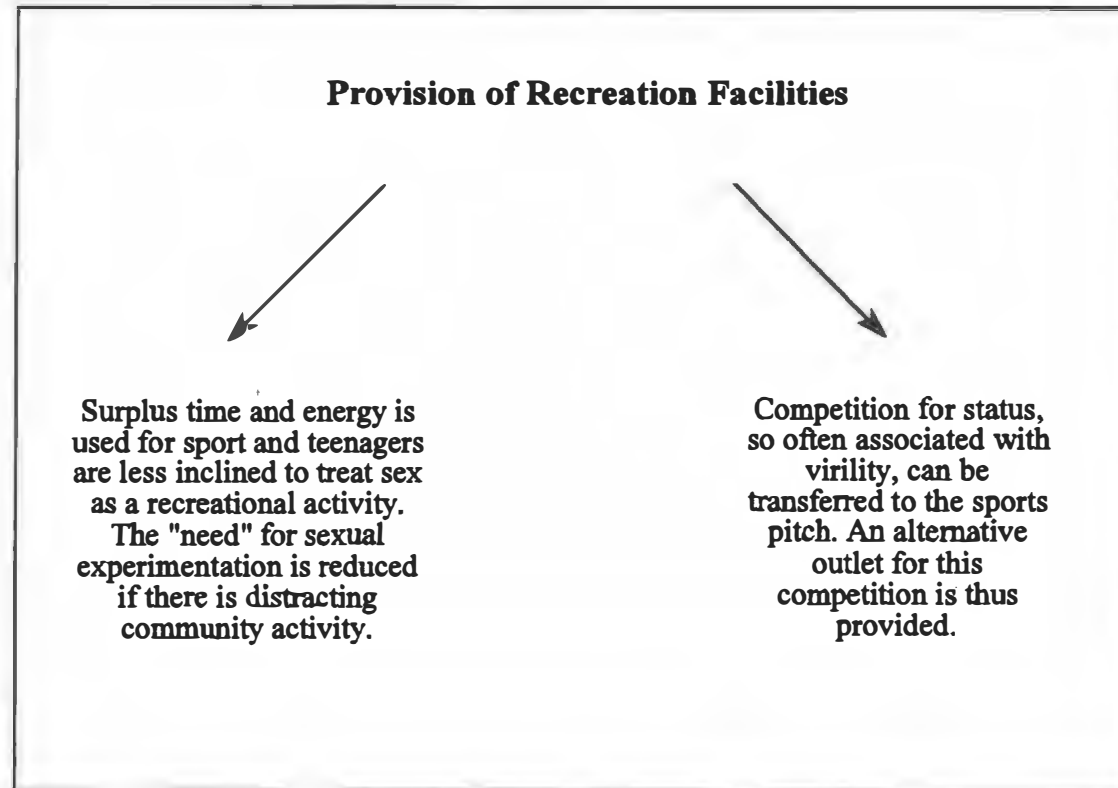 Provision of Recreation Facilities
Surplus time and energy is
used for sport and teenagers
are less inclined to treat sex
as a recreational activity.
The "need" for sexual
experimentation is reduced
if there is distracting
community activity.
Competition for status,
so often associated with
virility, can be
transferred to the sports
pitch. An alternative
outlet for this
competition is thus
provided.